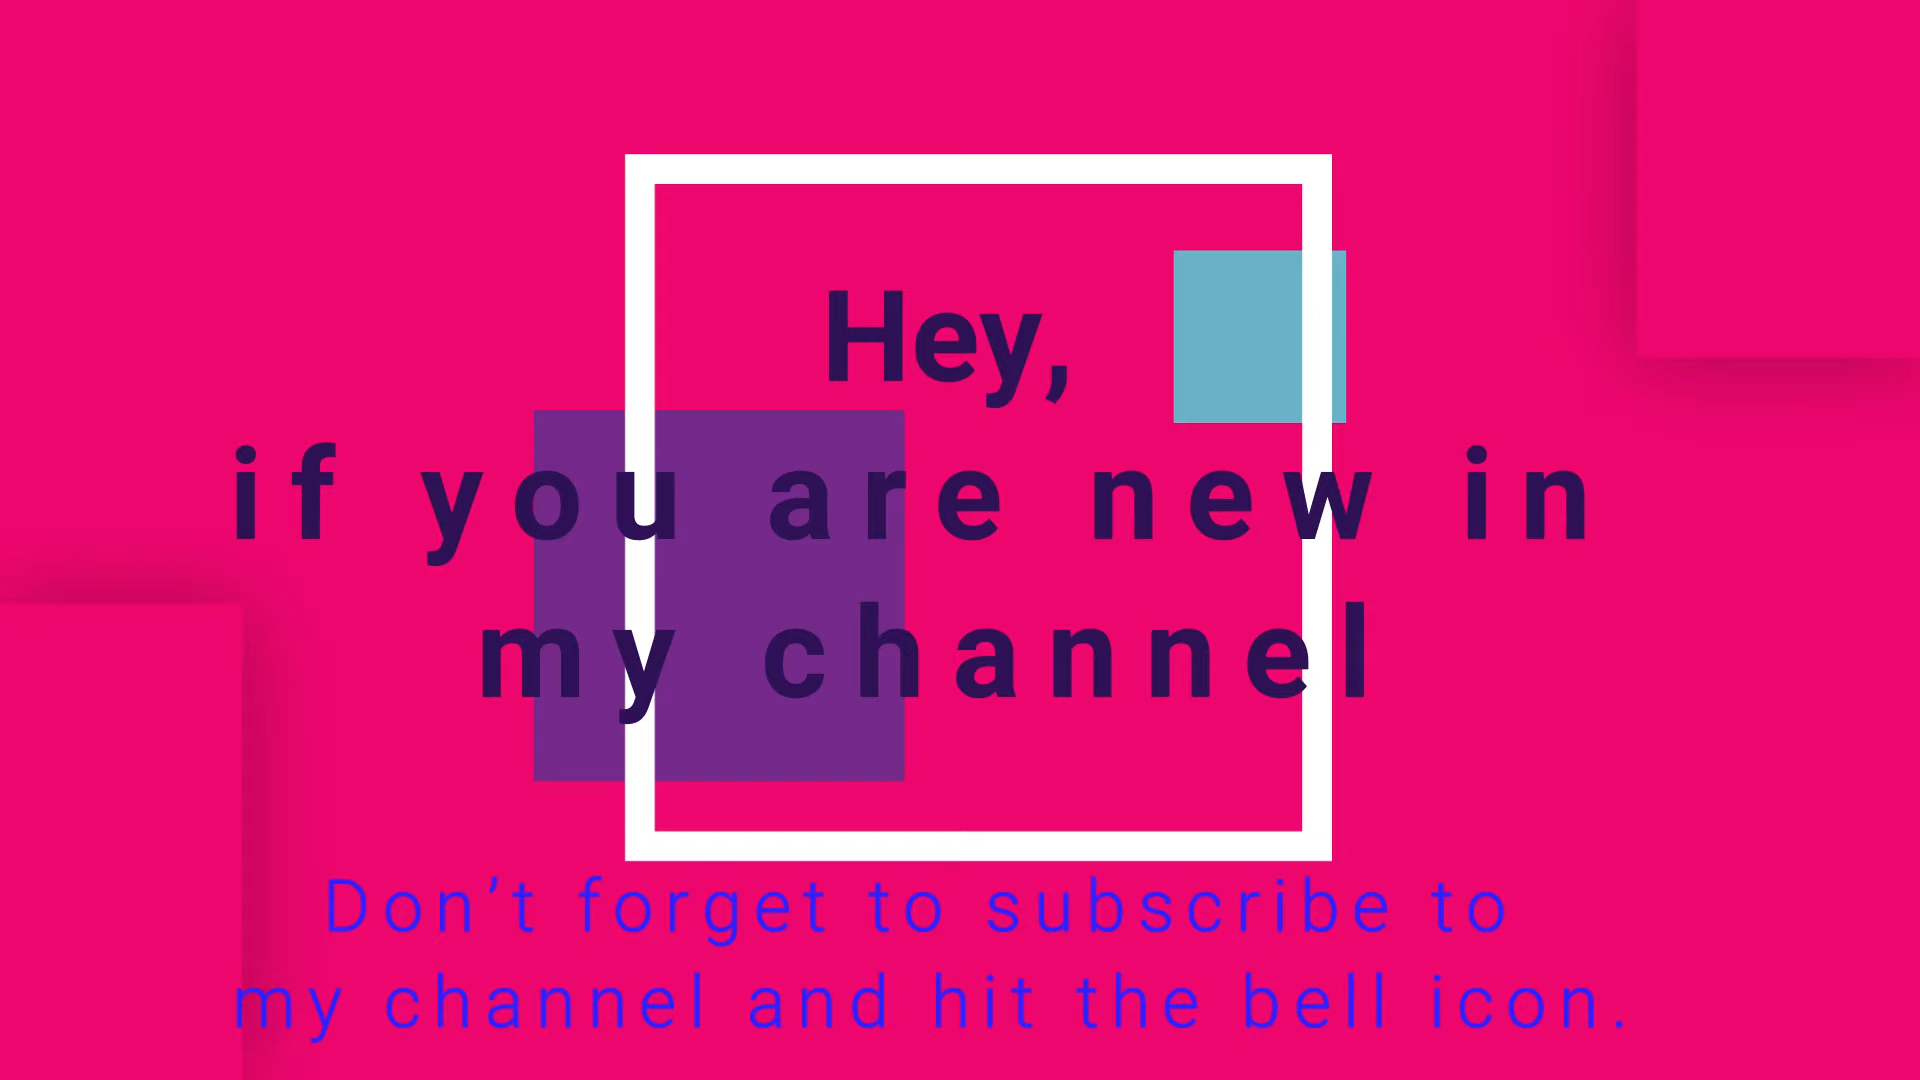 Hey,
if you are new in
my channel
Don’t forget to subscribe to
my channel and hit the bell icon.